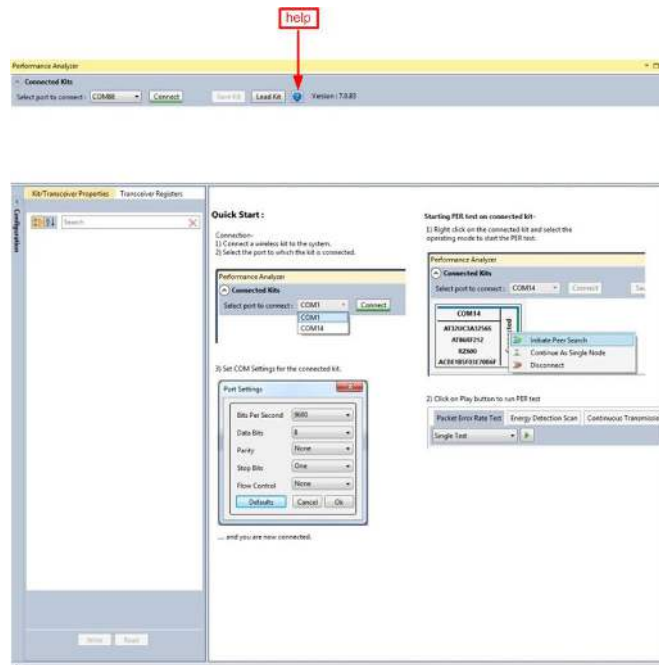 help
Performance Analyzer
Connected Kits
Select port to connect : COM88 Connect Save Kit Load Kit ? Version : 7.0.83
Configuration
Kit/Transceiver Properties Transceiver Registers
Search
Write Read
Quick Start :
Connection-
1) Connect a wireless kit to the system.
2) Select the port to which the kit is connected.
Performance Analyzer
Connected Kits
Select port to connect : COM1 Connect
COM1
COM14
3) Set COM Settings for the connected kit.
Port Settings
Bits Per Second 9600
Data Bits 8
Parity None
Stop Bits One
Flow Control None
Defaults Cancel Ok
.... and you are now connected.
Starting PER test on connected kit-
1) Right click on the connected kit and select the
operating mode to start the PER test.
Performance Analyzer
Connected Kits
Select port to connect : COM14 Connect
COM14
AT32UC3A3256S
AT86RF212
RZ600
Initiate Peer Search
Continue As Single Node
Disconnect
2) Click on Play button to run PER test
Packet Error Rate Test Energy Detection Scan Continuous Transmissio
Single Test